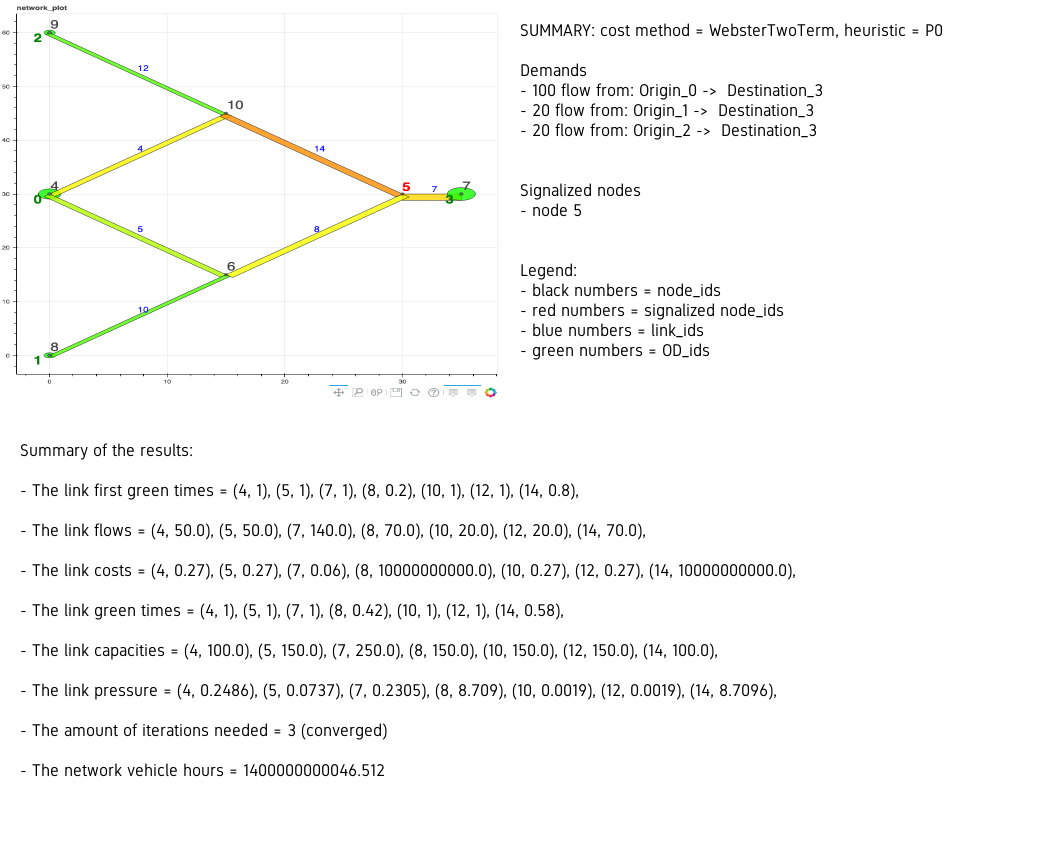 network_plot
9
2
12
10
4
14
4
0
5
7
7
3
5
8
6
10
8
1
60
50
40
30
20
10
0
0
10
20
30
SUMMARY: cost method = WebsterTwoTerm, heuristic = P0
Demands
- 100 flow from: Origin_0 -> Destination_3
- 20 flow from: Origin_1 -> Destination_3
- 20 flow from: Origin_2 -> Destination_3
Signalized nodes
- node 5
Legend:
- black numbers = node_ids
- red numbers = signalized node_ids
- blue numbers = link_ids
- green numbers = OD_ids
Summary of the results:
- The link first green times = (4, 1), (5, 1), (7, 1), (8, 0.2), (10, 1), (12, 1), (14, 0.8),
- The link flows = (4, 50.0), (5, 50.0), (7, 140.0), (8, 70.0), (10, 20.0), (12, 20.0), (14, 70.0),
- The link costs = (4, 0.27), (5, 0.27), (7, 0.06), (8, 10000000000.0), (10, 0.27), (12, 0.27), (14, 10000000000.0),
- The link green times = (4, 1), (5, 1), (7, 1), (8, 0.42), (10, 1), (12, 1), (14, 0.58),
- The link capacities = (4, 100.0), (5, 150.0), (7, 250.0), (8, 150.0), (10, 150.0), (12, 150.0), (14, 100.0),
- The link pressure = (4, 0.2486), (5, 0.0737), (7, 0.2305), (8, 8.709), (10, 0.0019), (12, 0.0019), (14, 8.7096),
- The amount of iterations needed = 3 (converged)
- The network vehicle hours = 1400000000046.512